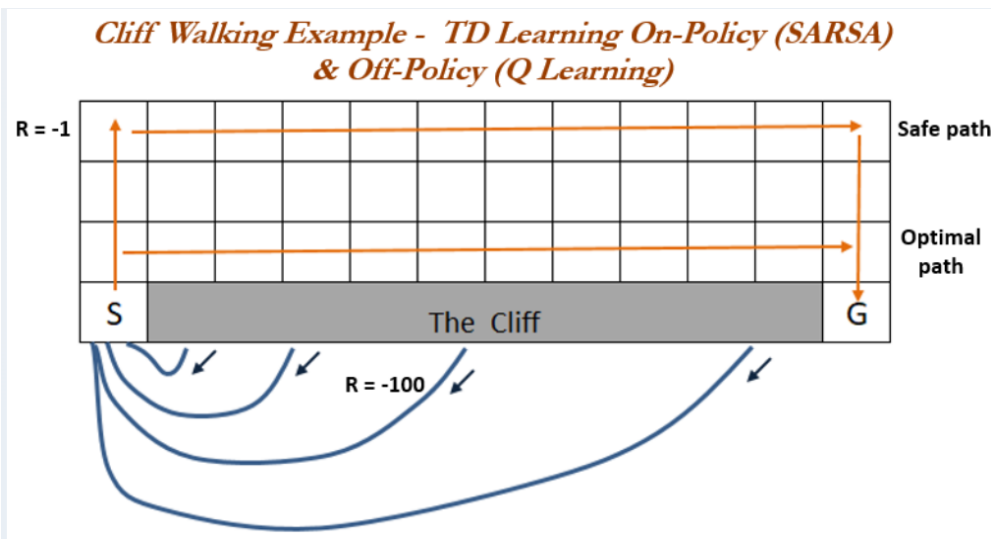 Cliff Walking Example - TD Learning On-Policy (SARSA)
& Off-Policy (Q Learning)
R = -1
Safe path
Optimal
path
S
The Cliff
G
R = -100